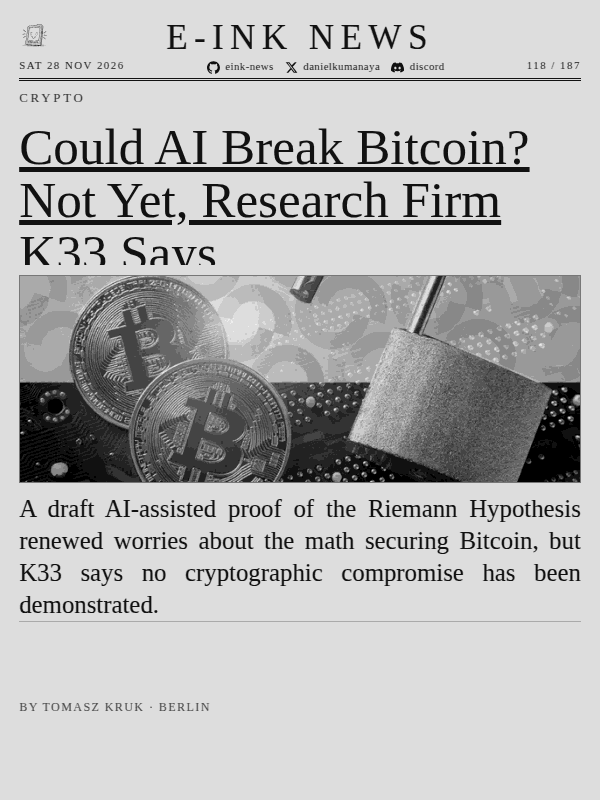 E-INK NEWS
SAT 28 NOV 2026
eink-news
danielkumanaya
discord
118 / 187
CRYPTO
Could AI Break Bitcoin?
Not Yet, Research Firm
K33 Says
A draft AI-assisted proof of the Riemann Hypothesis
renewed worries about the math securing Bitcoin, but
K33 says no cryptographic compromise has been
demonstrated.
BY TOMASZ KRUK · BERLIN